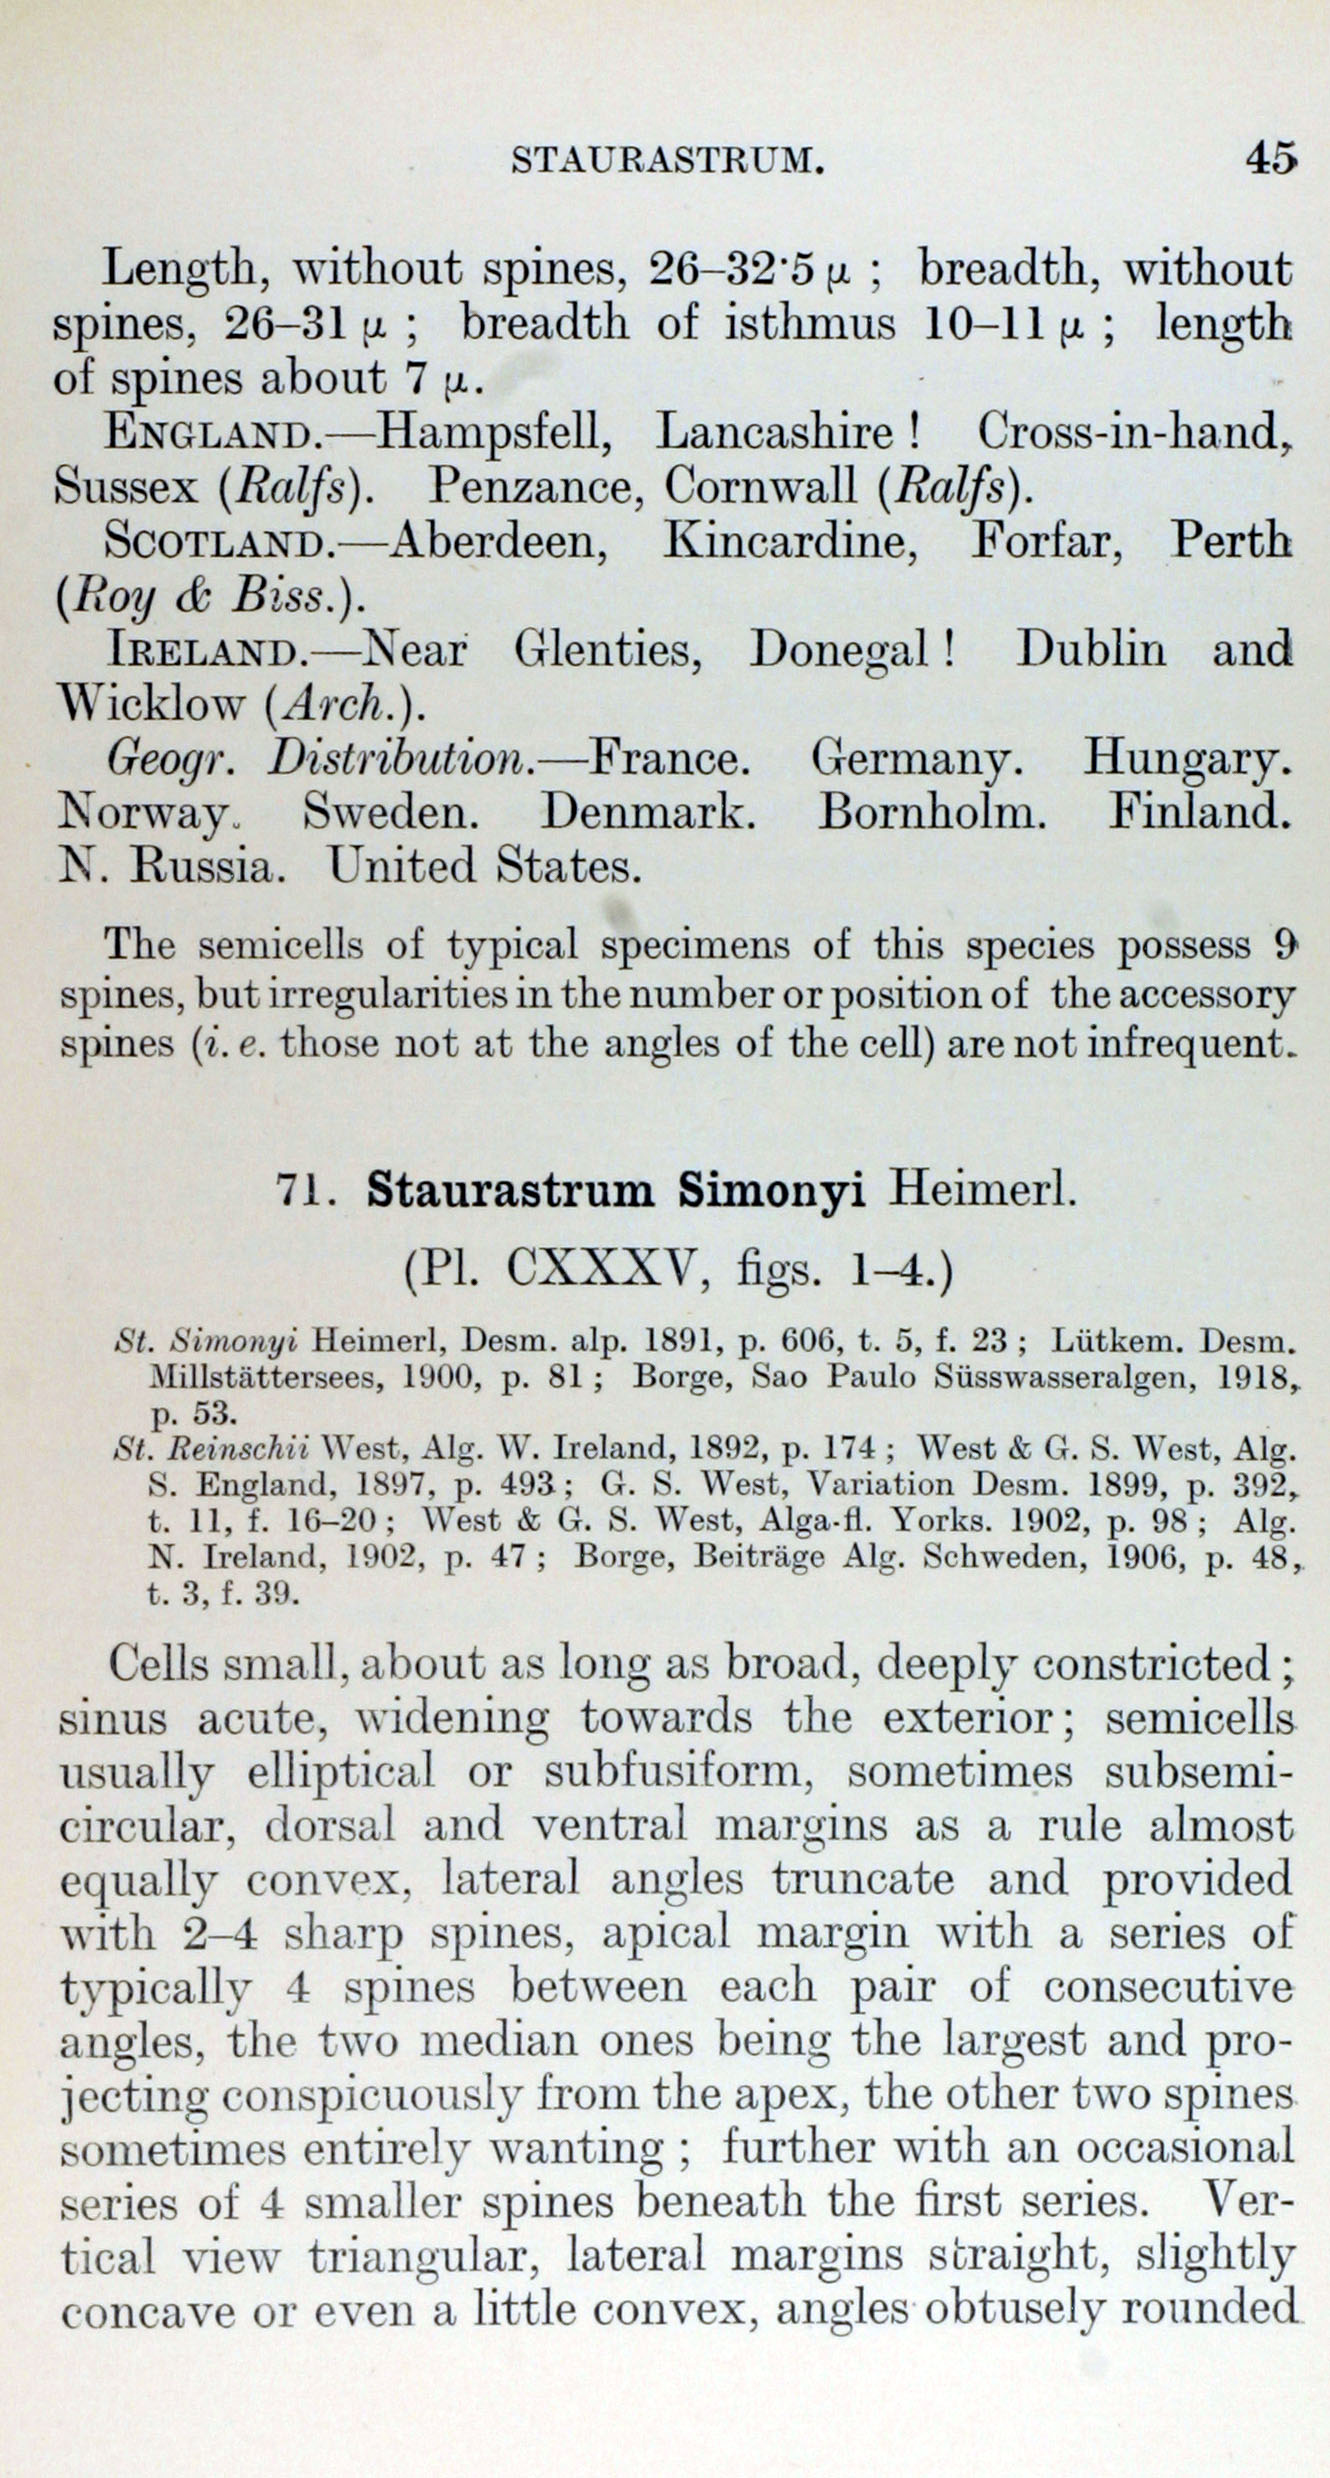 STAURASTRUM. 45
Length, without spines, 26–32·5 μ ; breadth, without
spines, 26–31 μ ; breadth of isthmus 10–11 μ ; length
of spines about 7 μ.
ENGLAND.—Hampsfell, Lancashire ! Cross-in-hand,
Sussex (Ralfs). Penzance, Cornwall (Ralfs).
SCOTLAND.—Aberdeen, Kincardine, Forfar, Perth
(Roy & Biss.).
IRELAND.—Near Glenties, Donegal ! Dublin and
Wicklow (Arch.).
Geogr. Distribution.—France. Germany. Hungary.
Norway. Sweden. Denmark. Bornholm. Finland.
N. Russia. United States.
The semicells of typical specimens of this species possess 9
spines, but irregularities in the number or position of the accessory
spines (i. e. those not at the angles of the cell) are not infrequent.
71. Staurastrum Simonyi Heimerl.
(Pl. CXXXV, figs. 1–4.)
St. Simonyi Heimerl, Desm. alp. 1891, p. 606, t. 5, f. 23 ; Lütkem. Desm.
Millstättersees, 1900, p. 81 ; Borge, Sao Paulo Süsswasseralgen, 1918,
p. 53.
St. Reinschii West, Alg. W. Ireland, 1892, p. 174 ; West & G. S. West, Alg.
S. England, 1897, p. 493 ; G. S. West, Variation Desm. 1899, p. 392,
t. 11, f. 16–20 ; West & G. S. West, Alga-fl. Yorks. 1902, p. 98 ; Alg.
N. Ireland, 1902, p. 47 ; Borge, Beiträge Alg. Schweden, 1906, p. 48,
t. 3, f. 39.
Cells small, about as long as broad, deeply constricted ;
sinus acute, widening towards the exterior ; semicells
usually elliptical or subfusiform, sometimes subsemi-
circular, dorsal and ventral margins as a rule almost
equally convex, lateral angles truncate and provided
with 2–4 sharp spines, apical margin with a series of
typically 4 spines between each pair of consecutive
angles, the two median ones being the largest and pro-
jecting conspicuously from the apex, the other two spines
sometimes entirely wanting ; further with an occasional
series of 4 smaller spines beneath the first series. Ver-
tical view triangular, lateral margins straight, slightly
concave or even a little convex, angles obtusely rounded